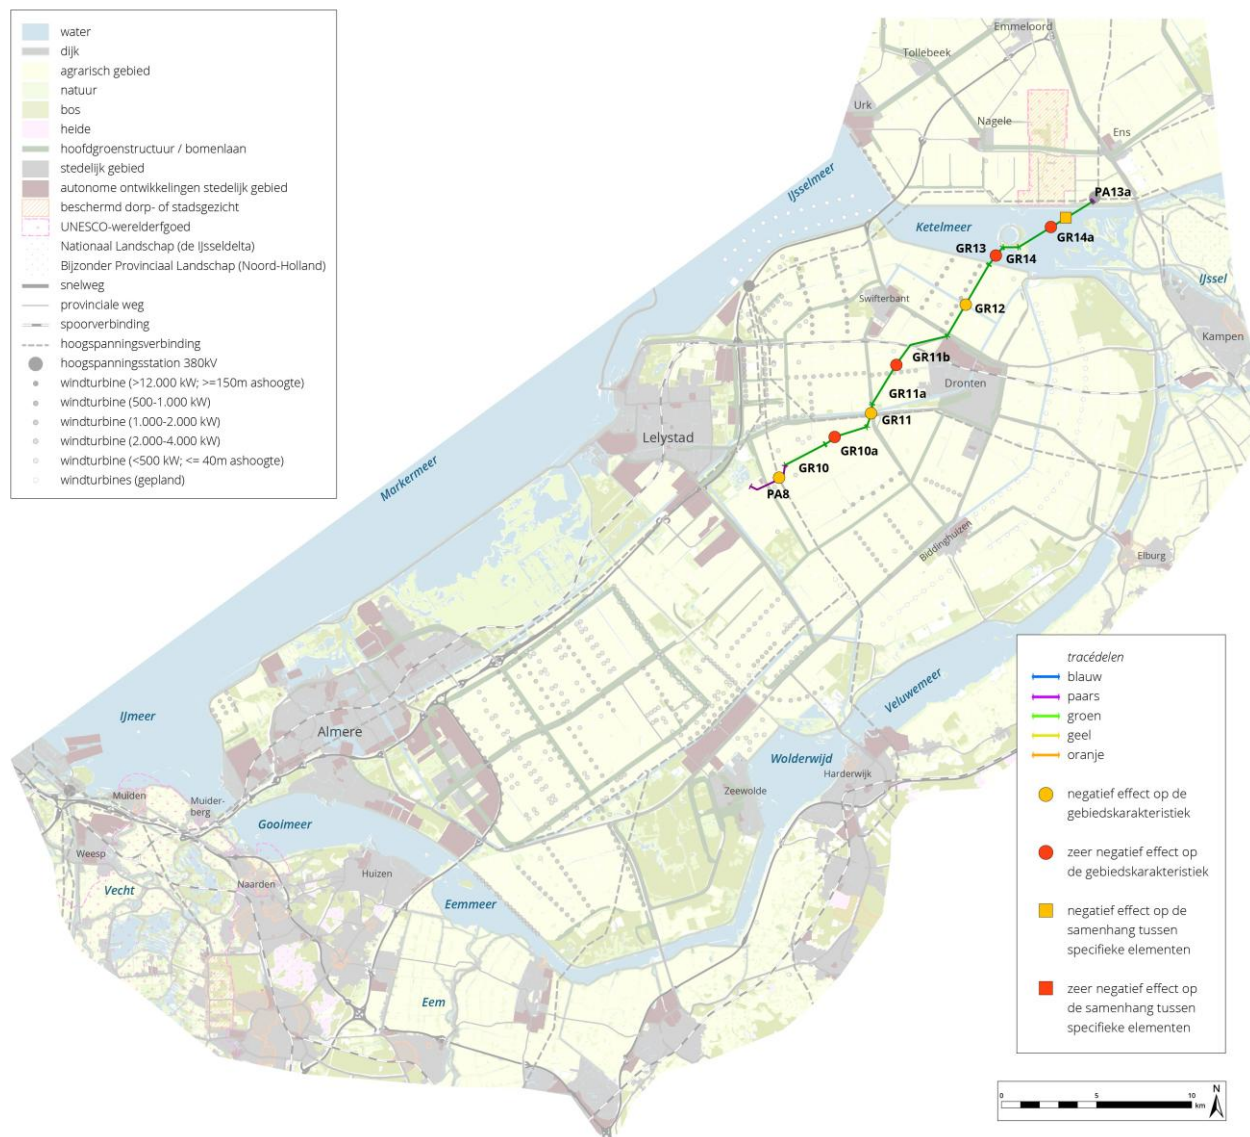 water
dijk
agrarisch gebied
natuur
bos
heide
hoofdgroenstructuur / bomenlaan
stedelijk gebied
autonome ontwikkelingen stedelijk gebied
beschermd dorp- of stadsgezicht
UNESCO-werelderfgoed
Nationaal Landschap (de IJsseldelta)
Bijzonder Provinciaal Landschap (Noord-Holland)
snelweg
provinciale weg
spoorverbinding
hoogspanningsverbinding
hoogspanningsstation 380kV
windturbine (>12.000 kW; >=150m ashoogte)
windturbine (500-1.000 kW)
windturbine (1.000-2.000 kW)
windturbine (2.000-4.000 kW)
windturbine (<500 kW; <= 40m ashoogte)
windturbines (gepland)
Emmeloord
Tollebeek
Urk
Nagele
Ens
IJsselmeer
PA13a
Ketelmeer
GR14a
GR13
GR14
IJssel
Swifterbant
GR12
Kampen
GR11b
Dronten
GR11a
GR11
Lelystad
GR10a
GR10
PA8
Markermeer
Biddinghuizen
Elburg
Veluwemeer
IJmeer
Almere
Wolderwijd
Harderwijk
Zeewolde
Muiden
Muider-
berg
Gooimeer
Weesp
Naarden
Huizen
Vecht
Eemmeer
Eem
tracédelen
blauw
paars
groen
geel
oranje
negatief effect op de
gebiedskarakteristiek
zeer negatief effect op
de gebiedskarakteristiek
negatief effect op de
samenhang tussen
specifieke elementen
zeer negatief effect op
de samenhang tussen
specifieke elementen
0 5 10
km
N